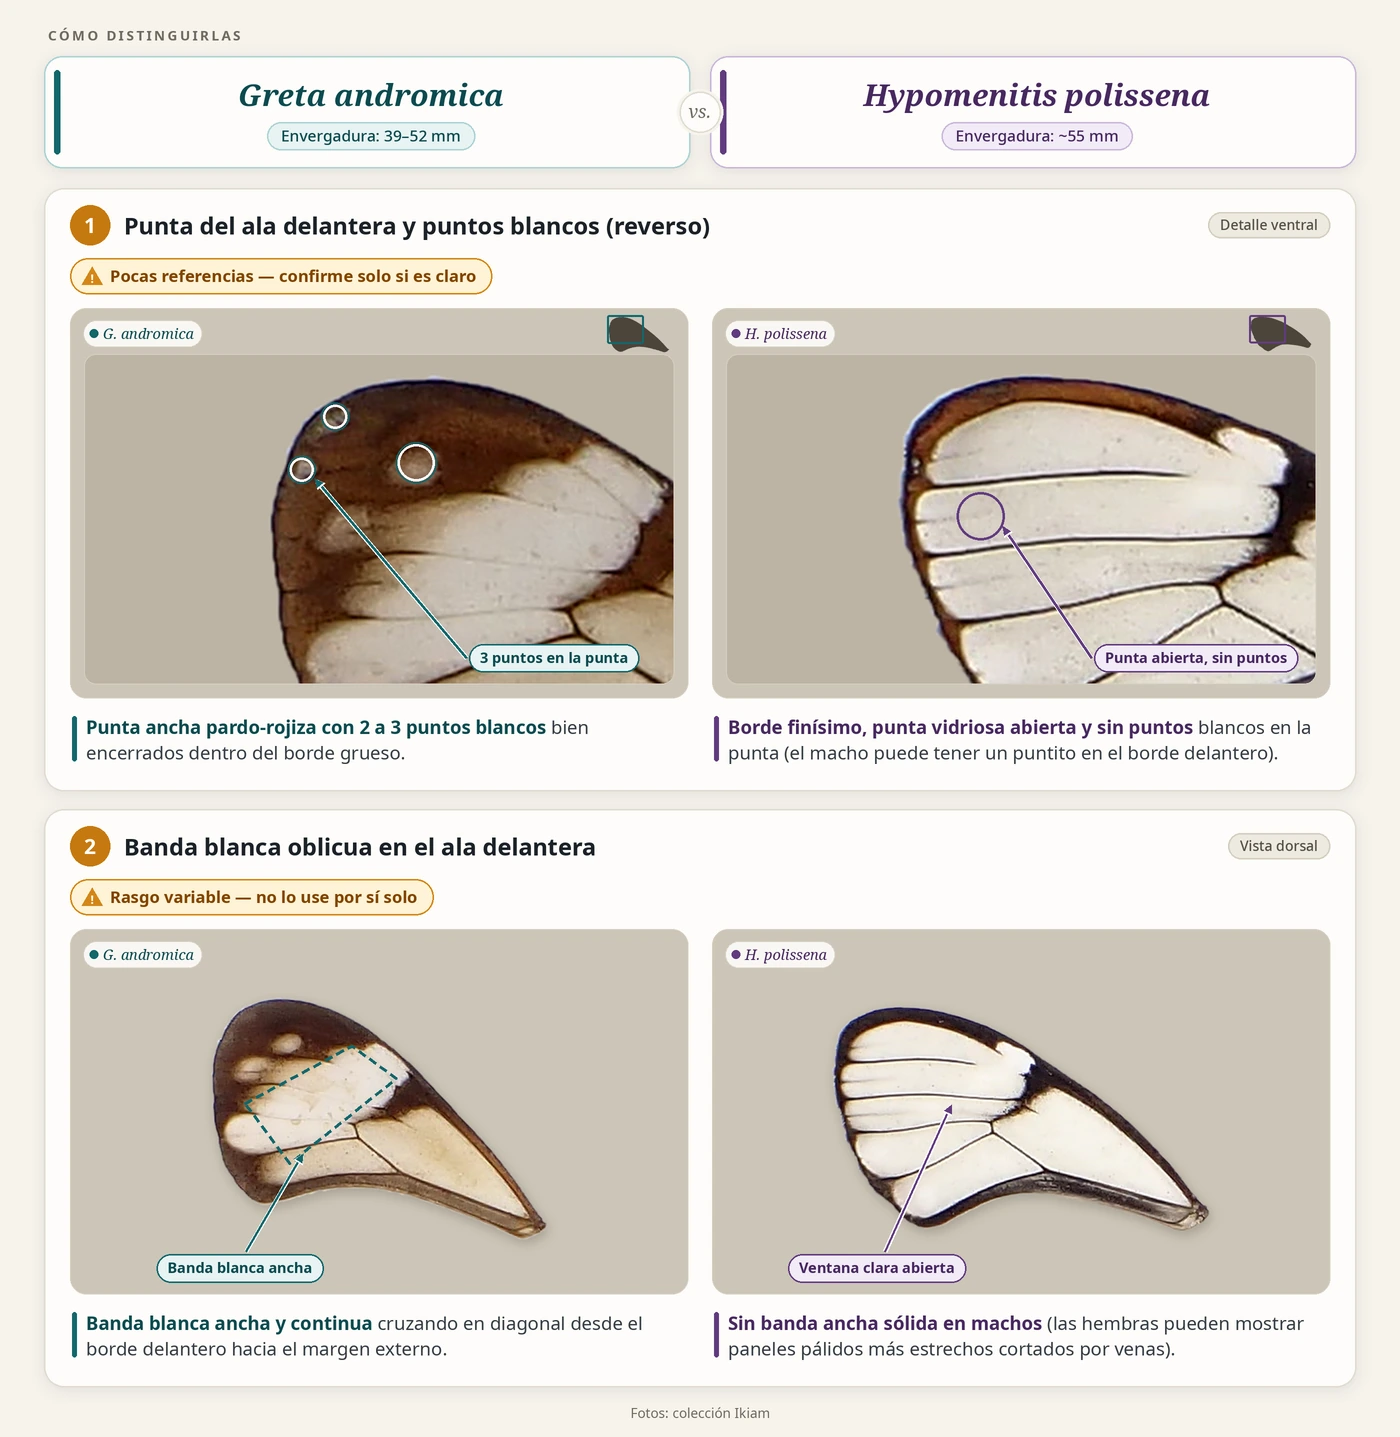 CÓMO DISTINGUIRLAS
Greta andromica
Envergadura: 39–52 mm
vs.
Hypomenitis polissena
Envergadura: ~55 mm
1
Punta del ala delantera y puntos blancos (reverso)
Detalle ventral
Pocas referencias — confirme solo si es claro
G. andromica
3 puntos en la punta
H. polissena
Punta abierta, sin puntos
Punta ancha pardo-rojiza con 2 a 3 puntos blancos bien
encerrados dentro del borde grueso.
Borde finísimo, punta vidriosa abierta y sin puntos blancos en la
punta (el macho puede tener un puntito en el borde delantero).
2
Banda blanca oblicua en el ala delantera
Vista dorsal
Rasgo variable — no lo use por sí solo
G. andromica
Banda blanca ancha
H. polissena
Ventana clara abierta
Banda blanca ancha y continua cruzando en diagonal desde el
borde delantero hacia el margen externo.
Sin banda ancha sólida en machos (las hembras pueden mostrar
paneles pálidos más estrechos cortados por venas).
Fotos: colección Ikiam